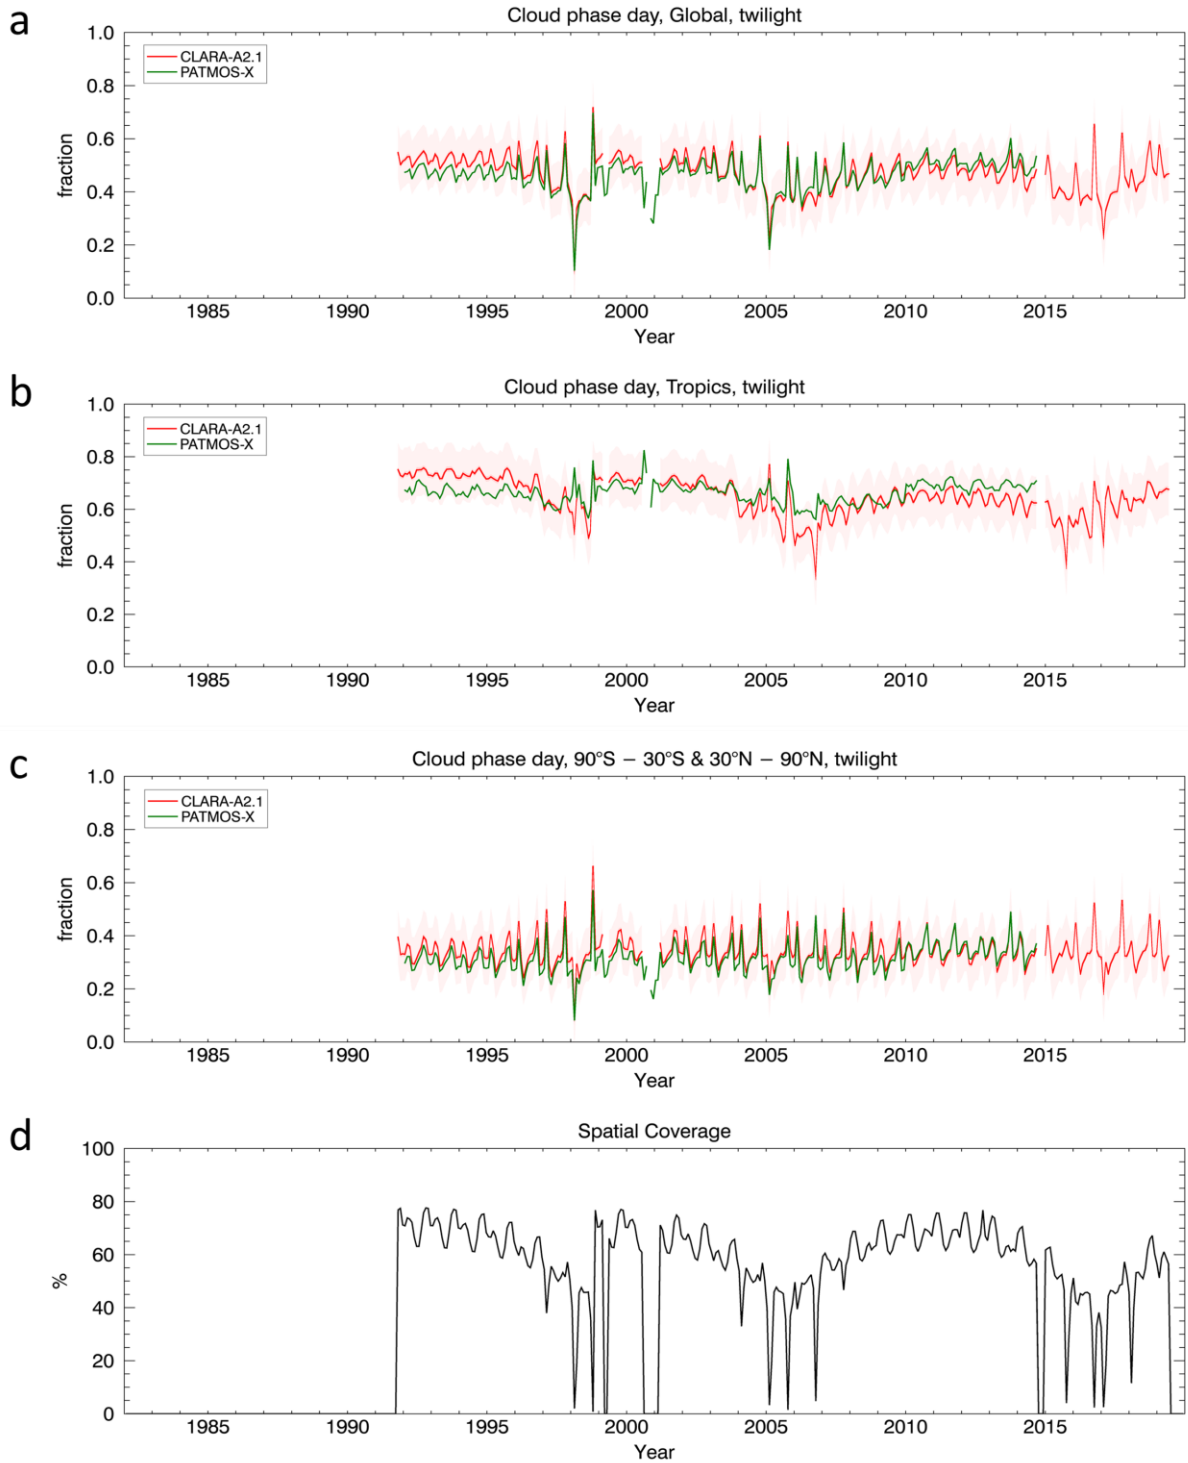 a
Cloud phase day, Global, twilight
1.0
0.8
0.6
0.4
0.2
0.0
fraction
CLARA-A2.1
PATMOS-X
1985 1990 1995 2000 2005 2010 2015
Year
b
Cloud phase day, Tropics, twilight
1.0
0.8
0.6
0.4
0.2
0.0
fraction
CLARA-A2.1
PATMOS-X
1985 1990 1995 2000 2005 2010 2015
Year
c
Cloud phase day, 90°S − 30°S & 30°N − 90°N, twilight
1.0
0.8
0.6
0.4
0.2
0.0
fraction
CLARA-A2.1
PATMOS-X
1985 1990 1995 2000 2005 2010 2015
Year
d
Spatial Coverage
100
80
60
40
20
0
%
1985 1990 1995 2000 2005 2010 2015
Year